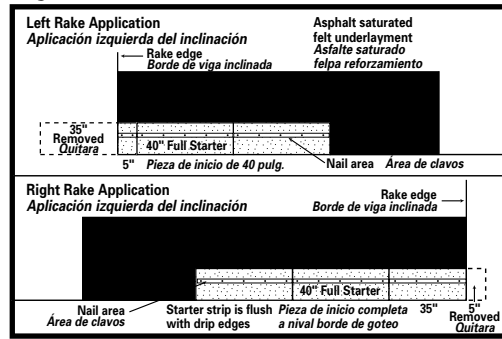 Left Rake Application
Aplicación izquierda del inclinación
Rake edge
Borde de viga inclinada
Asphalt saturated
felt underlayment
Asfalte saturado
felpa reforzamiento
35"
Removed
Quitara
40" Full Starter
5"
Pieza de inicio de 40 pulg.
Nail area
Área de clavos
Right Rake Application
Aplicación izquierda del inclinación
Rake edge
Borde de viga inclinada
40" Full Starter
Nail area
Área de clavos
Starter strip is flush
with drip edges
Pieza de inicio completa
a nival borde de goteo
35"
5"
Removed
Quitara